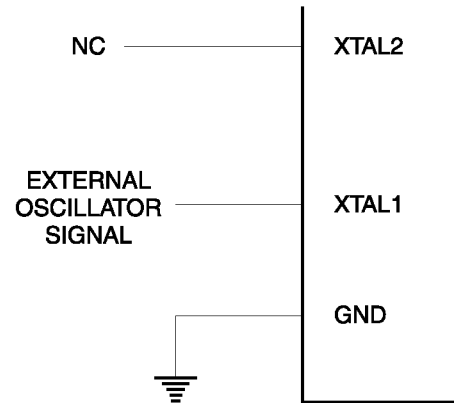 NC
XTAL2
EXTERNAL
OSCILLATOR
SIGNAL
XTAL1
GND